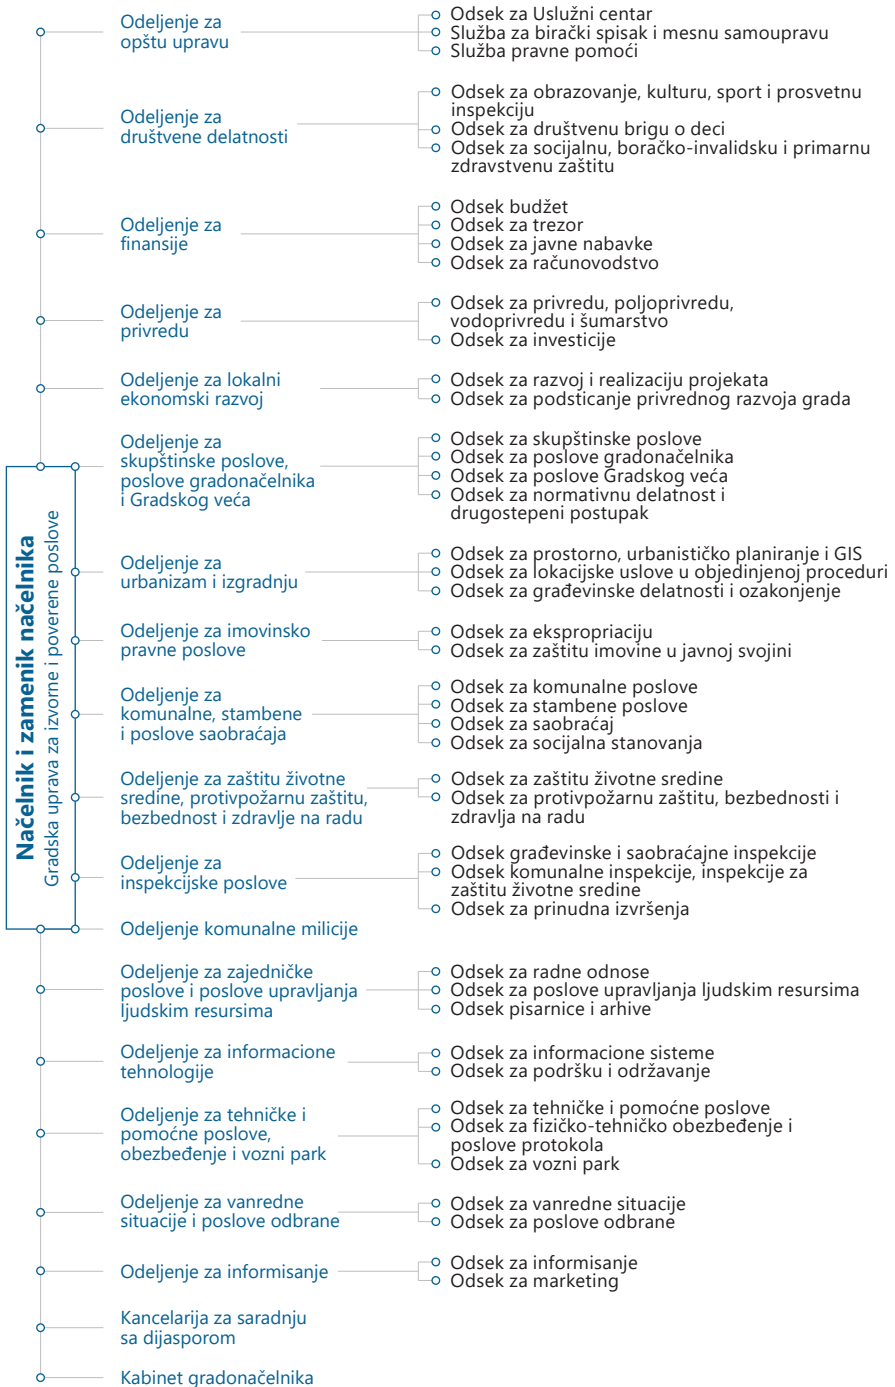 Odeljenje za
opštu upravu
Odsek za Uslužni centar
Služba za birački spisak i mesnu samoupravu
Služba pravne pomoći
Odeljenje za
društvene delatnosti
Odsek za obrazovanje, kulturu, sport i prosvetnu
inspekciju
Odsek za društvenu brigu o deci
Odsek za socijalnu, boračko-invalidsku i primarnu
zdravstvenu zaštitu
Odeljenje za
finansije
Odsek budžet
Odsek za trezor
Odsek za javne nabavke
Odsek za računovodstvo
Odeljenje za
privredu
Odsek za privredu, poljoprivredu,
vodoprivredu i šumarstvo
Odsek za investicije
Odeljenje za lokalni
ekonomski razvoj
Odsek za razvoj i realizaciju projekata
Odsek za podsticanje privrednog razvoja grada
Odeljenje za
skupštinske poslove,
poslove gradonačelnika
i Gradskog veća
Odsek za skupštinske poslove
Odsek za poslove gradonačelnika
Odsek za poslove Gradskog veća
Odsek za normativnu delatnost i
drugostepeni postupak
Načelnik i zamenik načelnika
Gradska uprava za izvorne i poverene poslove
Odeljenje za
urbanizam i izgradnju
Odsek za prostorno, urbanističko planiranje i GIS
Odsek za lokacijske uslove u objedinjenoj proceduri
Odsek za građevinske delatnosti i ozakonjenje
Odeljenje za imovinsko
pravne poslove
Odsek za ekspropriaciju
Odsek za zaštitu imovine u javnoj svojini
Odeljenje za
komunalne, stambene
i poslove saobraćaja
Odsek za komunalne poslove
Odsek za stambene poslove
Odsek za saobraćaj
Odsek za socijalna stanovanja
Odeljenje za zaštitu životne
sredine, protivpožarnu zaštitu,
bezbednost i zdravlje na radu
Odsek za zaštitu životne sredine
Odsek za protivpožarnu zaštitu, bezbednosti i
zdravlja na radu
Odeljenje za
inspekcijske poslove
Odsek građevinske i saobraćajne inspekcije
Odsek komunalne inspekcije, inspekcije za
zaštitu životne sredine
Odsek za prinudna izvršenja
Odeljenje komunalne milicije
Odeljenje za zajedničke
poslove i poslove upravljanja
ljudskim resursima
Odsek za radne odnose
Odsek za poslove upravljanja ljudskim resursima
Odsek pisarnice i arhive
Odeljenje za informacione
tehnologije
Odsek za informacione sisteme
Odsek za podršku i održavanje
Odeljenje za tehničke i
pomoćne poslove,
obezbeđenje i vozni park
Odsek za tehničke i pomoćne poslove
Odsek za fizičko-tehničko obezbeđenje i
poslove protokola
Odsek za vozni park
Odeljenje za vanredne
situacije i poslove odbrane
Odsek za vanredne situacije
Odsek za poslove odbrane
Odeljenje za informisanje
Odsek za informisanje
Odsek za marketing
Kancelarija za saradnju
sa dijasporom
Kabinet gradonačelnika